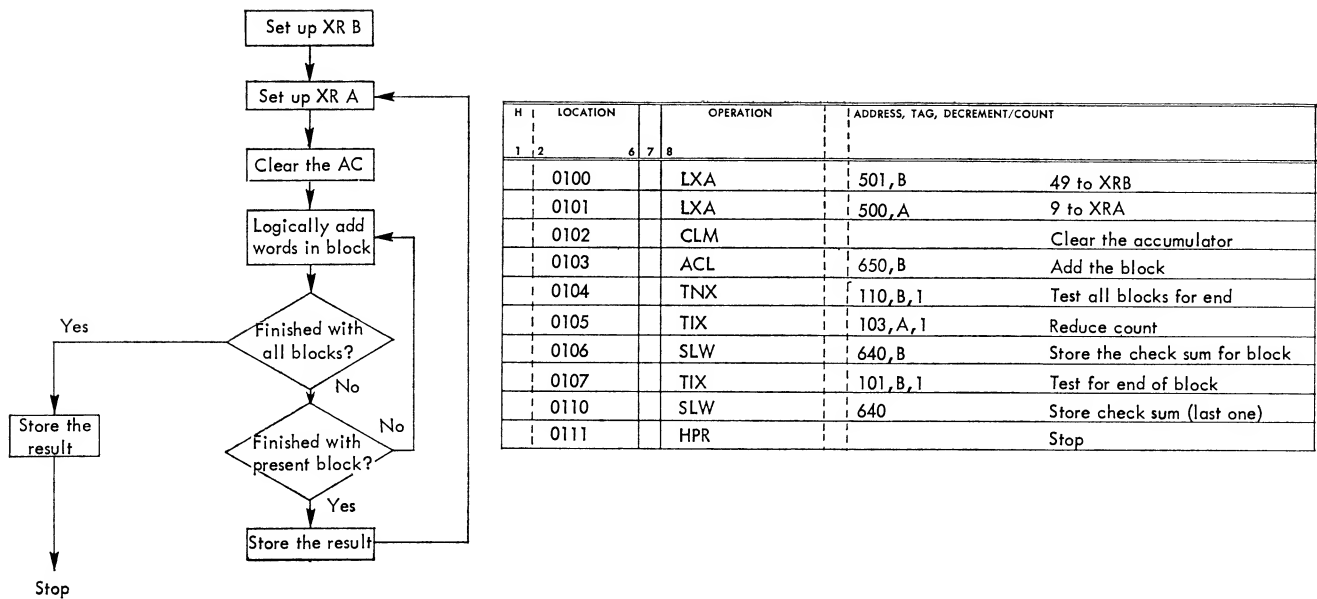 Set up XR B
Set up XR A
Clear the AC
Logically add
words in block
Finished with
all blocks?
Yes
No
Store the
result
Finished with
present block?
No
Yes
Store the result
Stop
H LOCATION OPERATION ADDRESS, TAG, DECREMENT/COUNT
1 2 6 7 8
0100 LXA 501,B 49 to XRB
0101 LXA 500,A 9 to XRA
0102 CLM Clear the accumulator
0103 ACL 650,B Add the block
0104 TNX 110,B,1 Test all blocks for end
0105 TIX 103,A,1 Reduce count
0106 SLW 640,B Store the check sum for block
0107 TIX 101,B,1 Test for end of block
0110 SLW 640 Store check sum (last one)
0111 HPR Stop